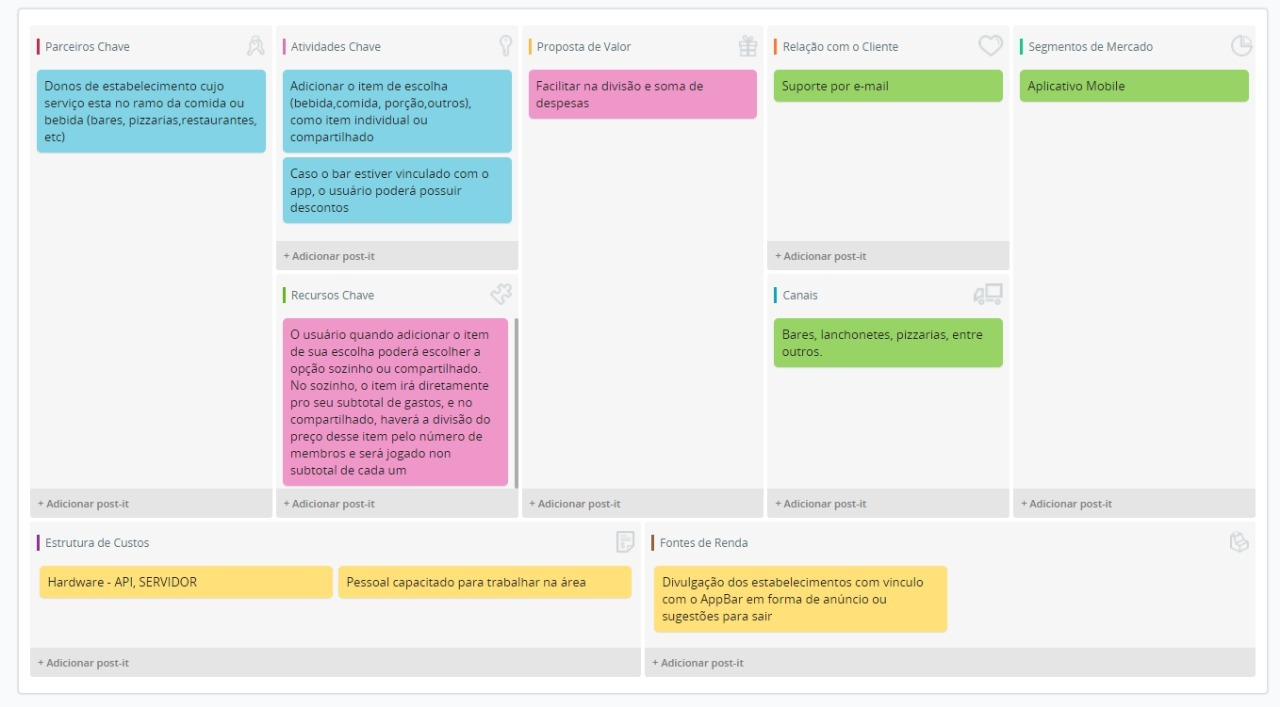 Parceiros Chave
Donos de estabelecimento cujo
serviço esta no ramo da comida ou
bebida (bares, pizzarias,restaurantes,
etc)
+ Adicionar post-it
Atividades Chave
Adicionar o item de escolha
(bebida,comida, porção,outros),
como item individual ou
compartilhado
Caso o bar estiver vinculado com o
app, o usuário poderá possuir
descontos
+ Adicionar post-it
Recursos Chave
O usuário quando adicionar o item
de sua escolha poderá escolher a
opção sozinho ou compartilhado.
No sozinho, o item irá diretamente
pro seu subtotal de gastos, e no
compartilhado, haverá a divisão do
preço desse item pelo número de
membros e será jogado non
subtotal de cada um
+ Adicionar post-it
Proposta de Valor
Facilitar na divisão e soma de
despesas
+ Adicionar post-it
Relação com o Cliente
Suporte por e-mail
+ Adicionar post-it
Canais
Bares, lanchonetes, pizzarias, entre
outros.
+ Adicionar post-it
Segmentos de Mercado
Aplicativo Mobile
+ Adicionar post-it
Estrutura de Custos
Hardware - API, SERVIDOR
Pessoal capacitado para trabalhar na área
+ Adicionar post-it
Fontes de Renda
Divulgação dos estabelecimentos com vinculo
com o AppBar em forma de anúncio ou
sugestões para sair
+ Adicionar post-it